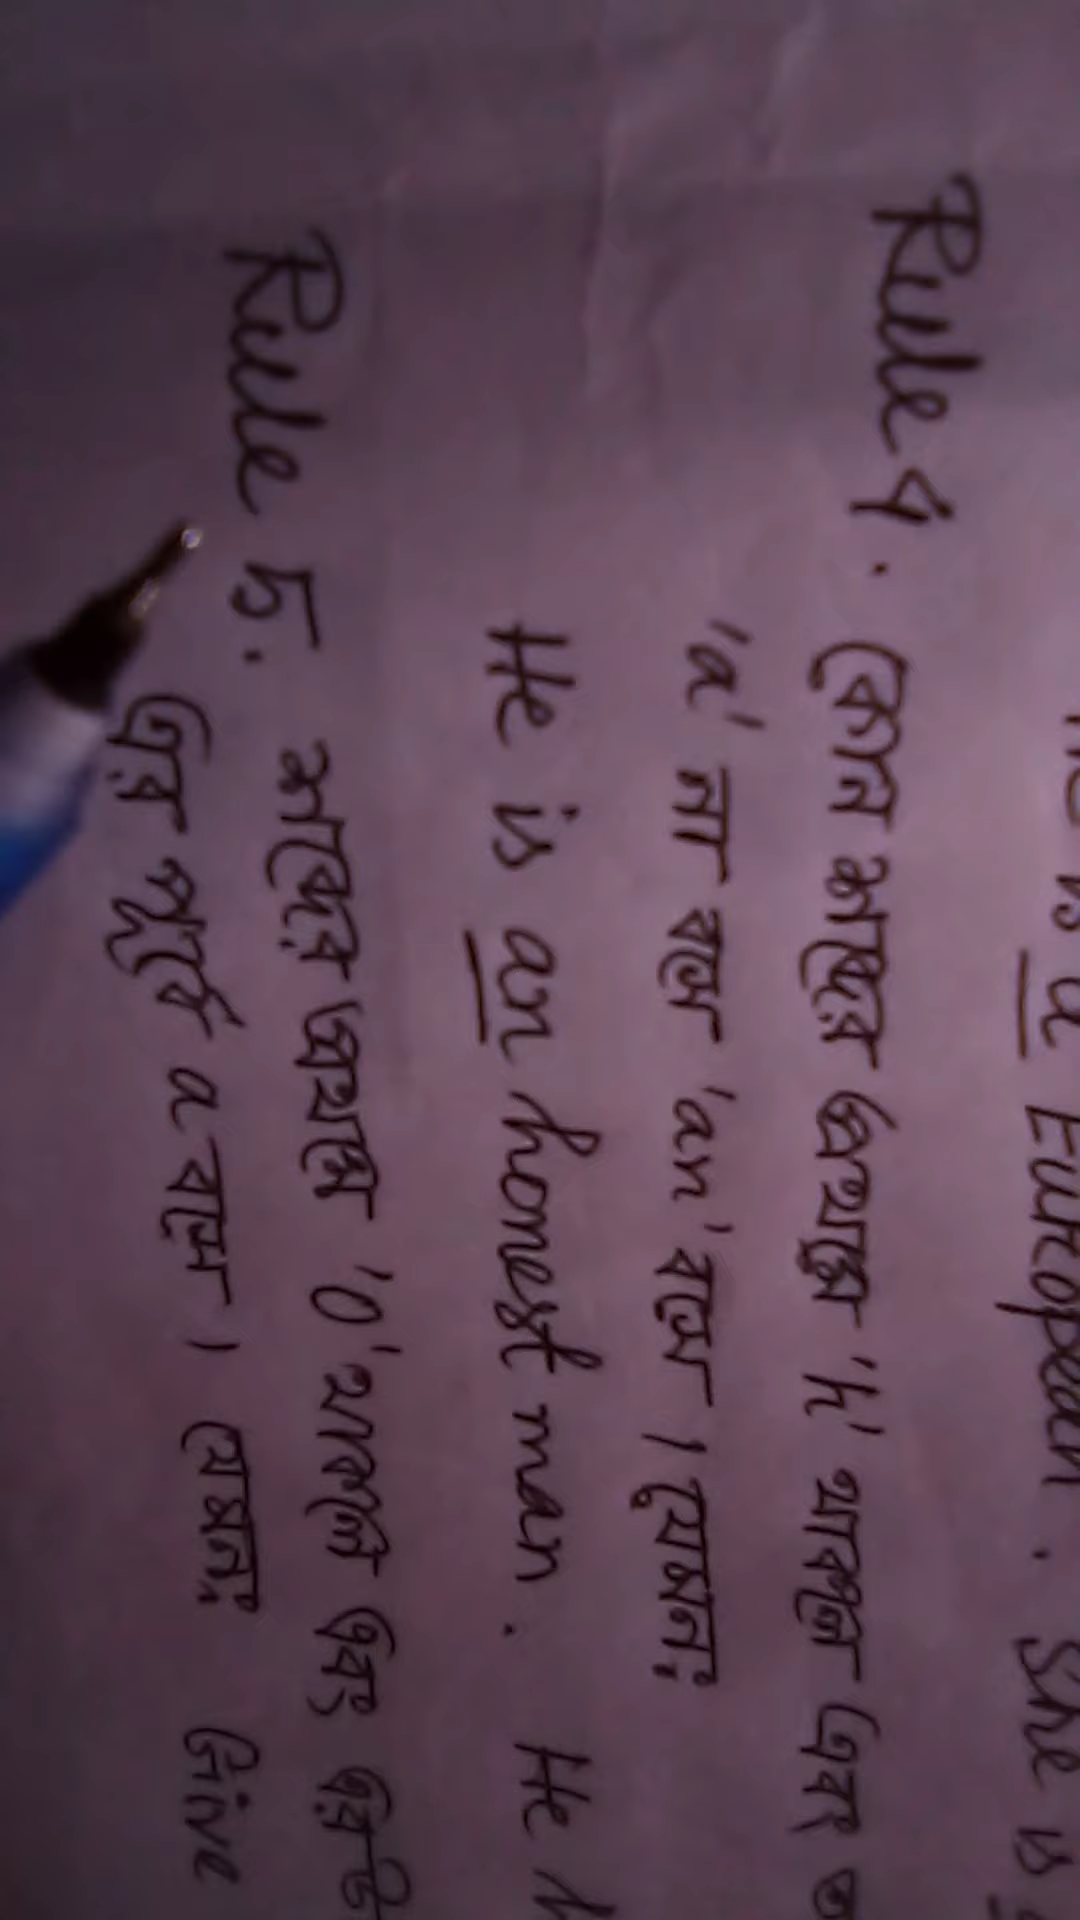 is a European. She is
Rule 4. কোন শব্দের প্রথমে 'h' থাকলে এবং
'a' না বসে 'an' বসে। যেমনঃ
He is an honest man. He
Rule 5. শব্দের প্রথমে 'O' থাকলে এবং
এর পূর্বে a বসে। যেমনঃ Give